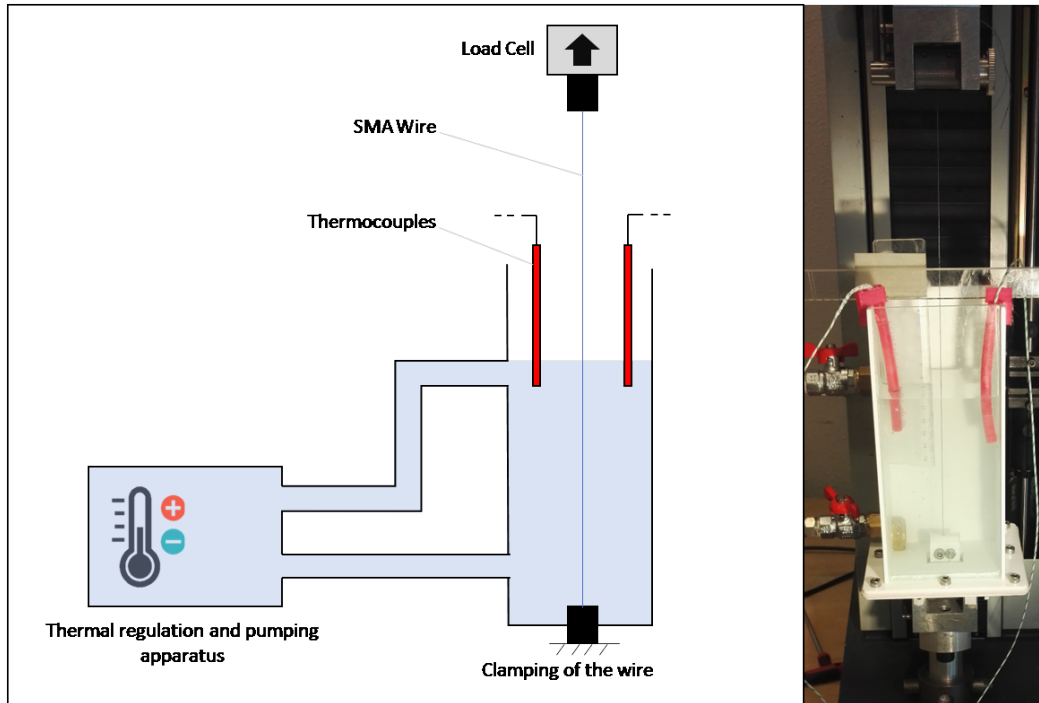 Load Cell
SMA Wire
Thermocouples
Thermal regulation and pumping
apparatus
Clamping of the wire